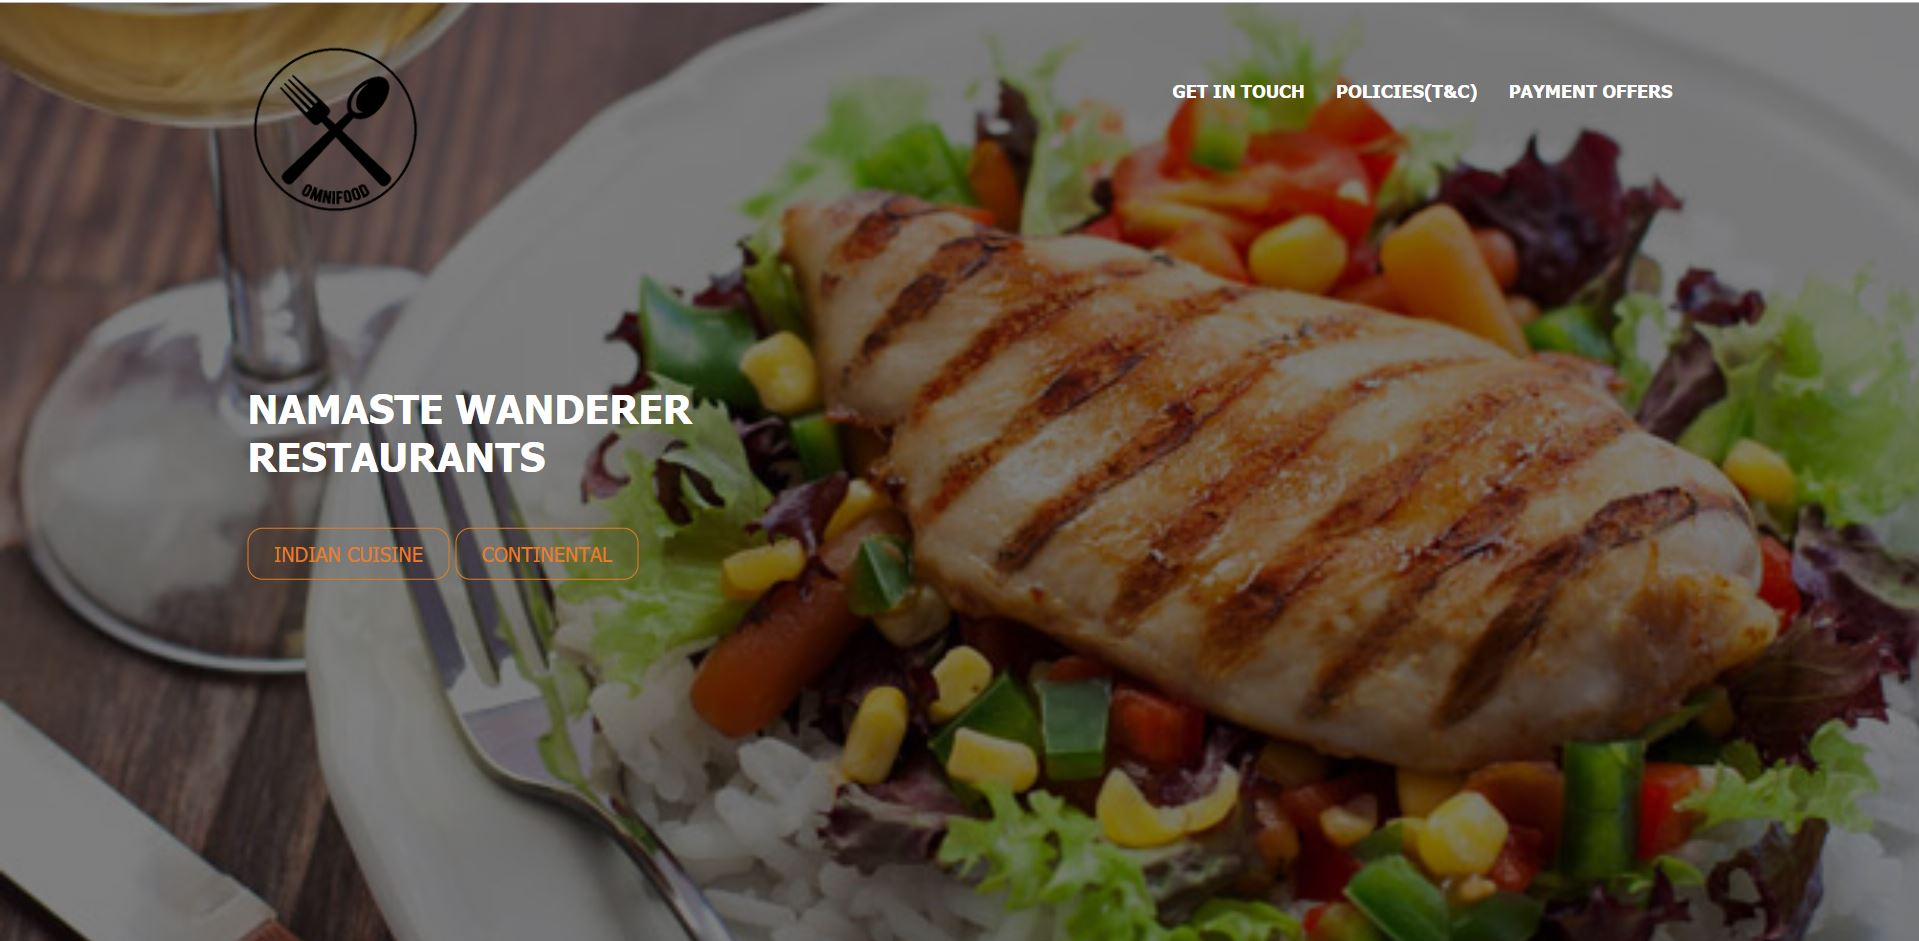 OMNIFOOD
GET IN TOUCH POLICIES(T&C) PAYMENT OFFERS
NAMASTE WANDERER
RESTAURANTS
INDIAN CUISINE CONTINENTAL